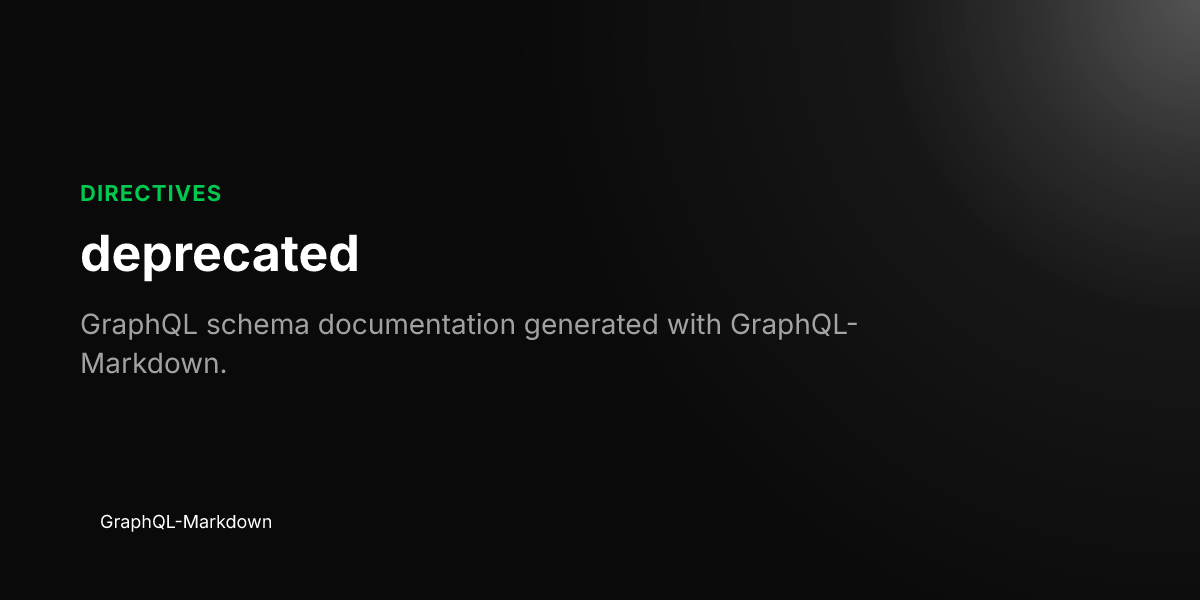 DIRECTIVES
deprecated
GraphQL schema documentation generated with GraphQL-
Markdown.
GraphQL-Markdown